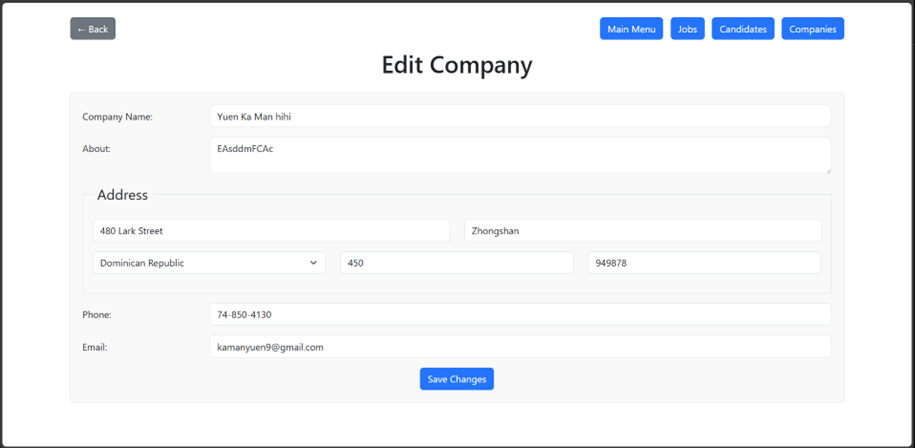 ← Back
Main Menu Jobs Candidates Companies
Edit Company
Company Name: Yuen Ka Man hihi
About: EAsddmFCAc
Address
480 Lark Street Zhongshan
Dominican Republic 450 949878
Phone: 74-850-4130
Email: kamanyuen9@gmail.com
Save Changes